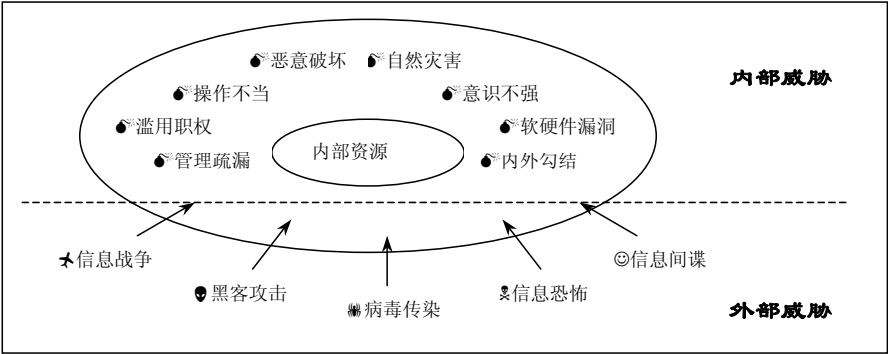 恶意破坏 自然灾害
内部威胁
操作不当 意识不强
滥用职权 软硬件漏洞
管理疏漏 内部资源 内外勾结
信息战争 信息间谍
黑客攻击 信息恐怖
病毒传染
外部威胁